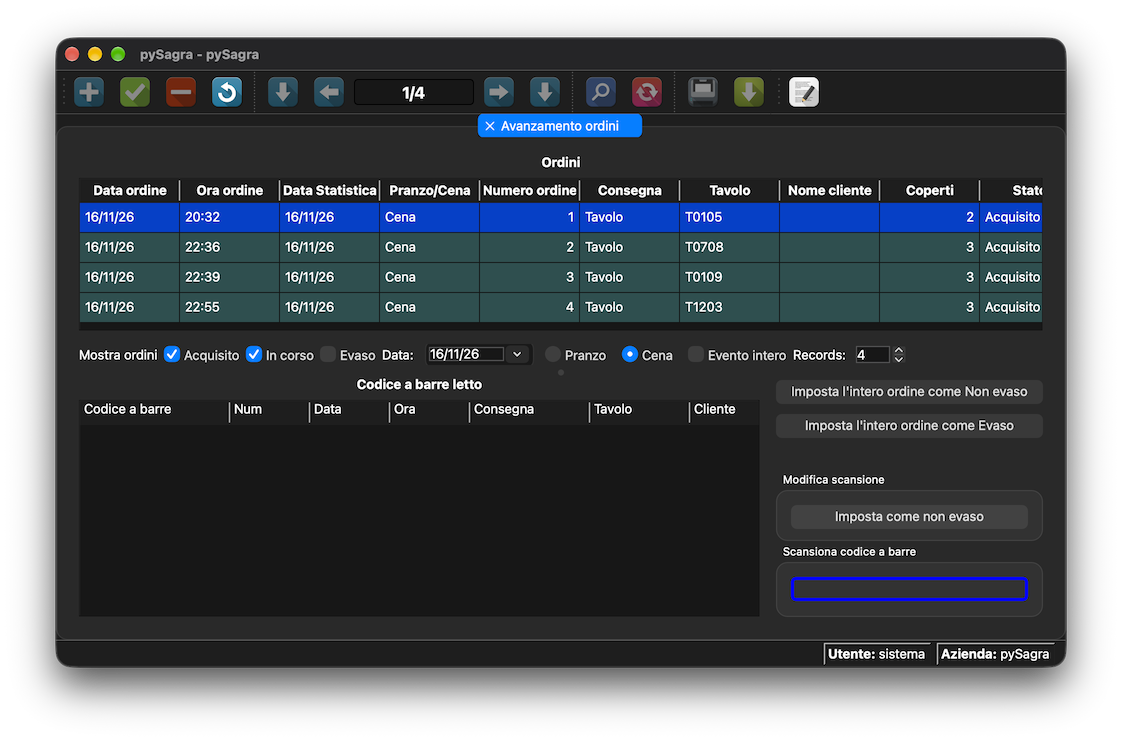 pySagra - pySagra
1/4
Avanzamento ordini
Ordini
Data ordine Ora ordine Data Statistica Pranzo/Cena Numero ordine Consegna Tavolo Nome cliente Coperti Stato
16/11/26 20:32 16/11/26 Cena 1 Tavolo T0105 2 Acquisito
16/11/26 22:36 16/11/26 Cena 2 Tavolo T0708 3 Acquisito
16/11/26 22:39 16/11/26 Cena 3 Tavolo T0109 3 Acquisito
16/11/26 22:55 16/11/26 Cena 4 Tavolo T1203 3 Acquisito
Mostra ordini Acquisito In corso Evaso Data: 16/11/26 Pranzo Cena Evento intero Records: 4
Codice a barre letto
Codice a barre Num Data Ora Consegna Tavolo Cliente
Imposta l'intero ordine come Non evaso
Imposta l'intero ordine come Evaso
Modifica scansione
Imposta come non evaso
Scansiona codice a barre
Utente: sistema Azienda: pySagra